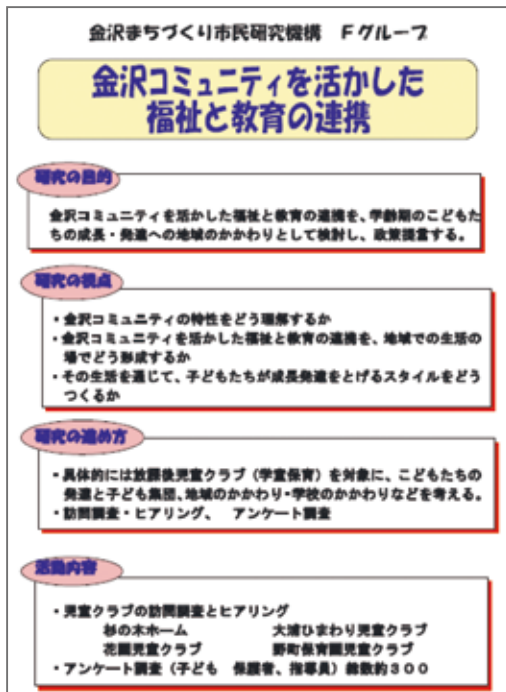 金沢まちづくり市民研究機構　Fグループ
金沢コミュニティを活かした
福祉と教育の連携
研究の目的
金沢コミュニティを活かした福祉と教育の連携を、学齢期のこどもた
ちの成長・発達への地域のかかわりとして検討し、政策提言する。
研究の視点
・金沢コミュニティの特性をどう理解するか
・金沢コミュニティを活かした福祉と教育の連携を、地域での生活の
場でどう形成するか
・その生活を通じて、子どもたちが成長発達をとげるスタイルをどう
つくるか
研究の進め方
・具体的には放課後児童クラブ（学童保育）を対象に、こどもたちの
発達と子ども集団、地域のかかわり・学校のかかわりなどを考える。
・訪問調査・ヒアリング、　アンケート調査
活動内容
・児童クラブの訪問調査とヒアリング
杉の木ホーム　　　大浦ひまわり児童クラブ
花園児童クラブ　　野町保育園児童クラブ
・アンケート調査（子ども　保護者、指導員）総数約３００